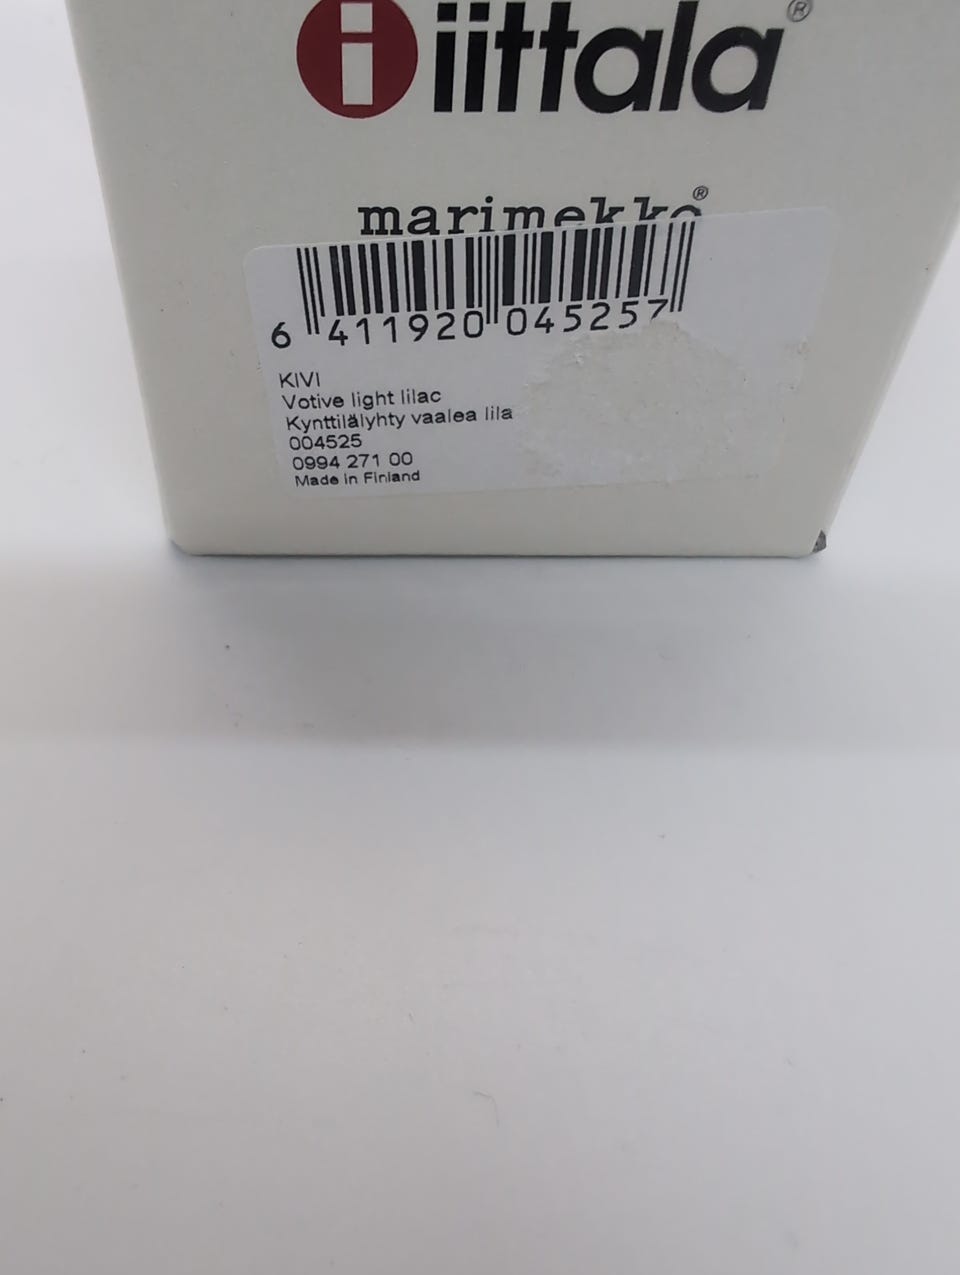 i iittala®
marimekko®
6 411920 045257
KIVI
Votive light lilac
Kynttilälyhty vaalea lila
004525
0994 271 00
Made in Finland